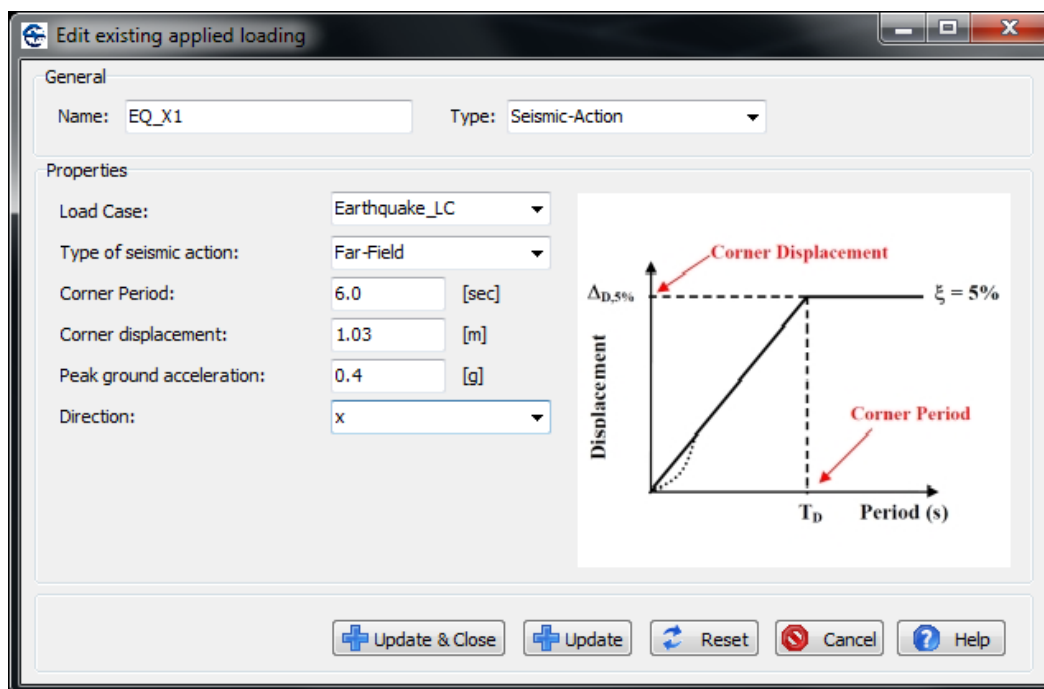 Edit existing applied loading
General
Name: EQ_X1 Type: Seismic-Action
Properties
Load Case: Earthquake_LC
Type of seismic action: Far-Field
Corner Period: 6.0 [sec]
Corner displacement: 1.03 [m]
Peak ground acceleration: 0.4 [g]
Direction: x
Corner Displacement
ΔD,5% ξ = 5%
Displacement
Corner Period
TD Period (s)
Update & Close Update Reset Cancel Help